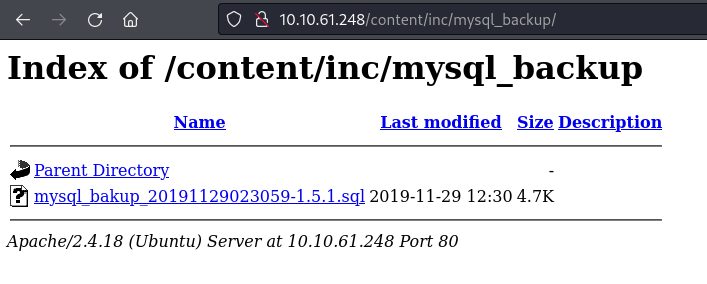 10.10.61.248/content/inc/mysql_backup/
Index of /content/inc/mysql_backup
Name Last modified Size Description
Parent Directory -
mysql_bakup_20191129023059-1.5.1.sql 2019-11-29 12:30 4.7K
Apache/2.4.18 (Ubuntu) Server at 10.10.61.248 Port 80